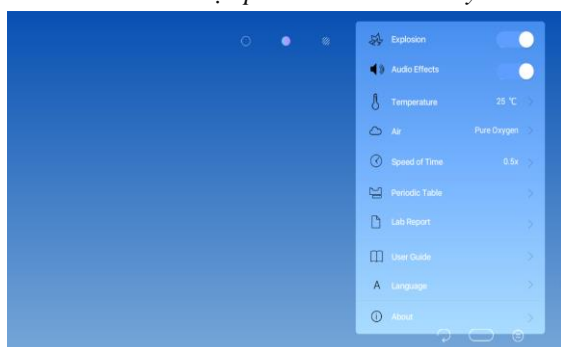 Explosion
Audio Effects
Temperature 25 °C
Air Pure Oxygen
Speed of Time 0.5x
Periodic Table
Lab Report
User Guide
A Language
About